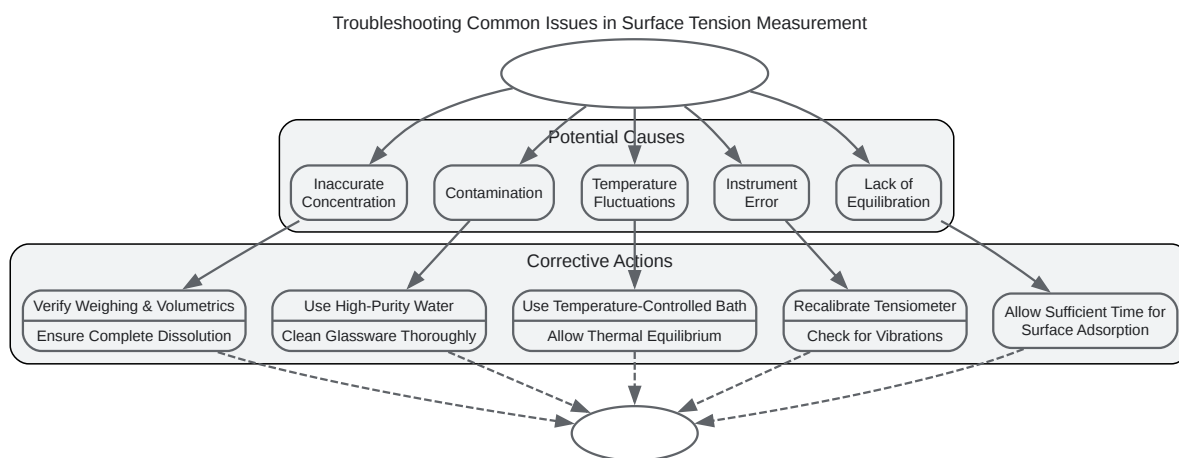 Troubleshooting Common Issues in Surface Tension Measurement
Potential Causes
Inaccurate
Concentration
Contamination
Temperature
Fluctuations
Instrument
Error
Lack of
Equilibration
Corrective Actions
Verify Weighing & Volumetrics
Ensure Complete Dissolution
Use High-Purity Water
Clean Glassware Thoroughly
Use Temperature-Controlled Bath
Allow Thermal Equilibrium
Recalibrate Tensiometer
Check for Vibrations
Allow Sufficient Time for
Surface Adsorption